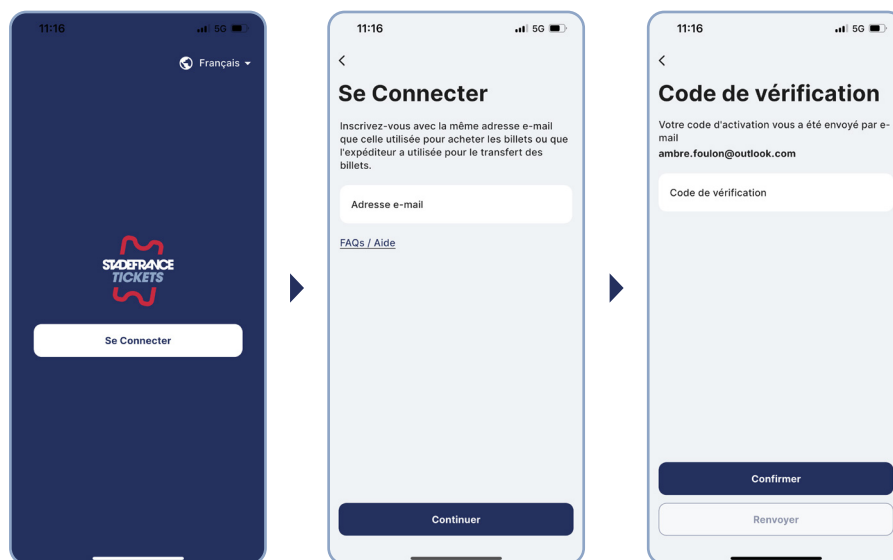 11:16
5G
Français
STADEFRANCE
TICKETS
Se Connecter
11:16
5G
Se Connecter
Inscrivez-vous avec la même adresse e-mail
que celle utilisée pour acheter les billets ou que
l'expéditeur a utilisée pour le transfert des
billets.
Adresse e-mail
FAQs / Aide
Continuer
11:16
5G
Code de vérification
Votre code d'activation vous a été envoyé par e-
mail
ambre.foulon@outlook.com
Code de vérification
Confirmer
Renvoyer